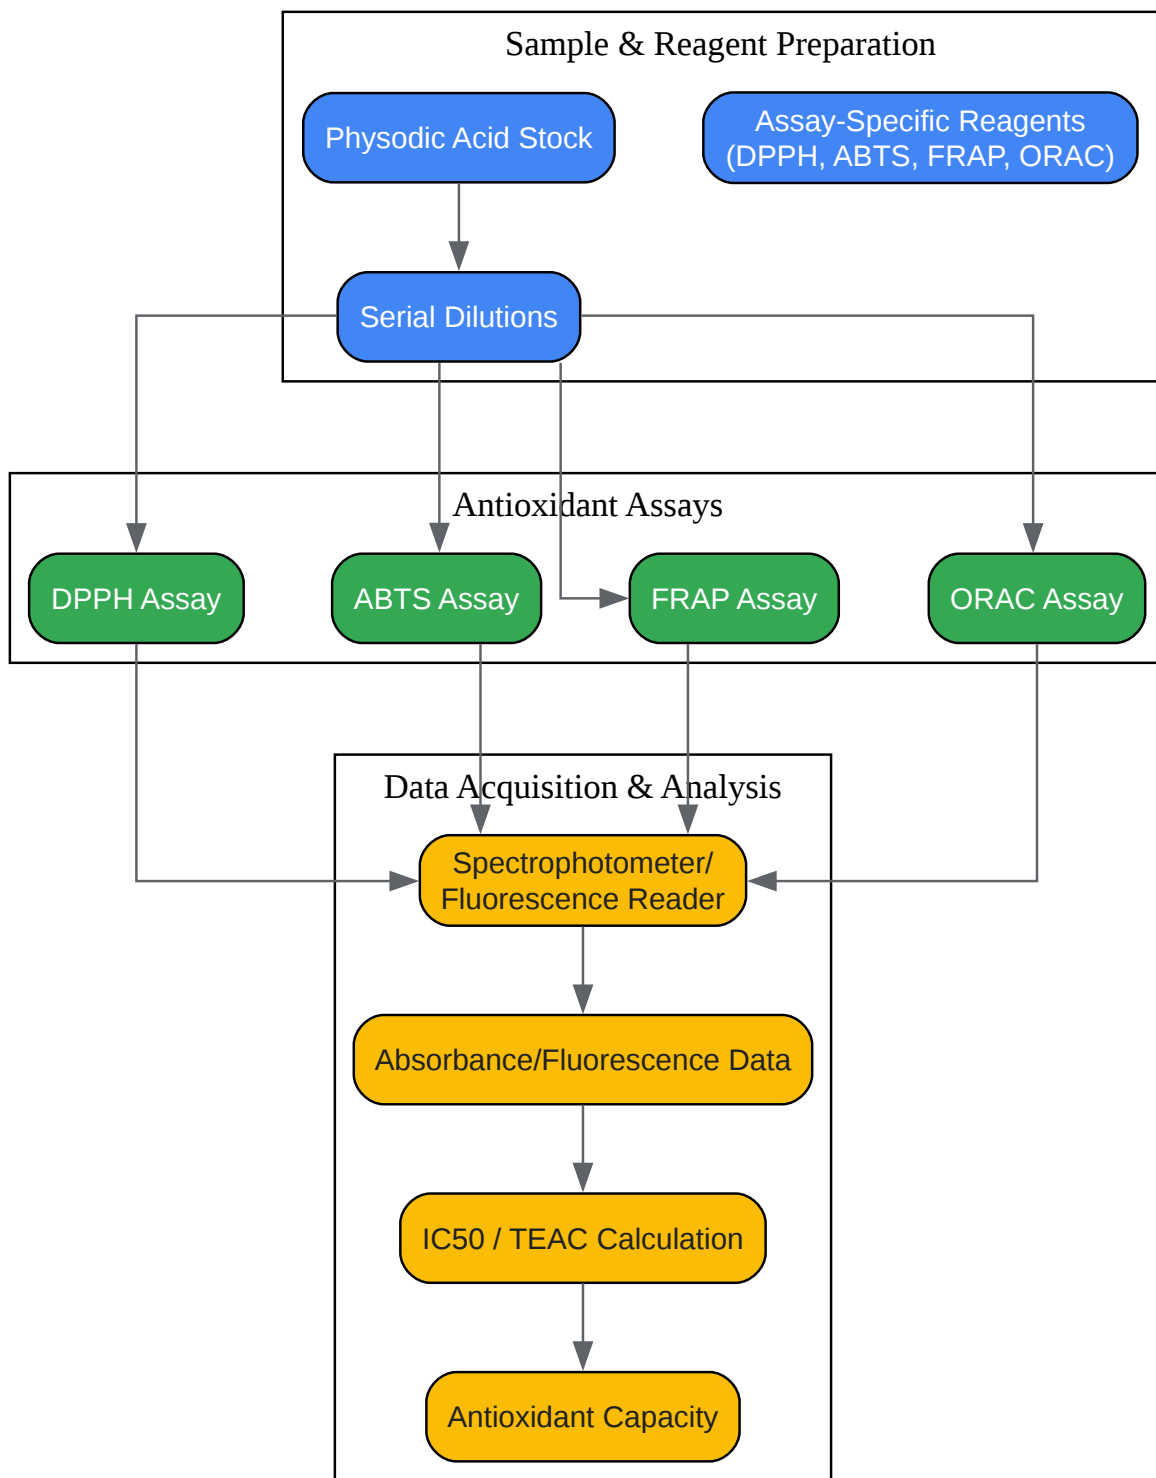 Sample & Reagent Preparation
Physodic Acid Stock
Assay-Specific Reagents
(DPPH, ABTS, FRAP, ORAC)
Serial Dilutions
Antioxidant Assays
DPPH Assay
ABTS Assay
FRAP Assay
ORAC Assay
Data Acquisition & Analysis
Spectrophotometer/
Fluorescence Reader
Absorbance/Fluorescence Data
IC50 / TEAC Calculation
Antioxidant Capacity